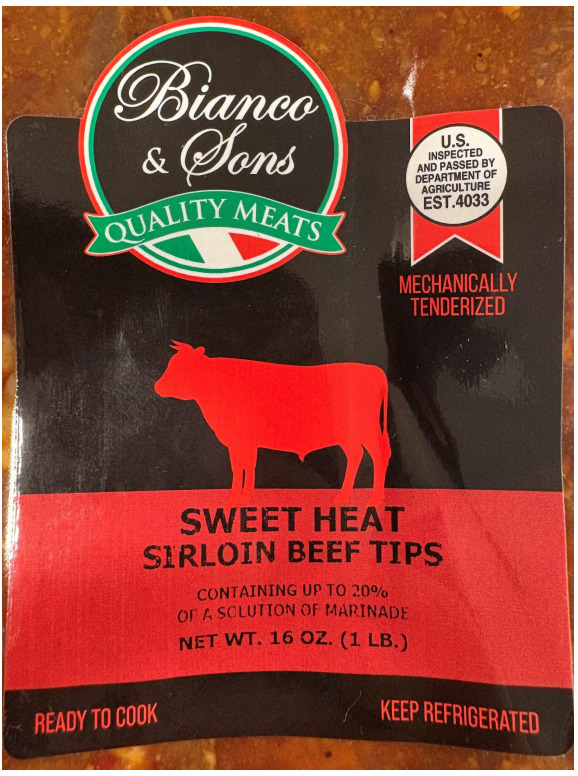 Bianco
& Sons
QUALITY MEATS
U.S.
INSPECTED
AND PASSED BY
DEPARTMENT OF
AGRICULTURE
EST.4033
MECHANICALLY
TENDERIZED
SWEET HEAT
SIRLOIN BEEF TIPS
CONTAINING UP TO 20%
OF A SOLUTION OF MARINADE
NET WT. 16 OZ. (1 LB.)
READY TO COOK
KEEP REFRIGERATED